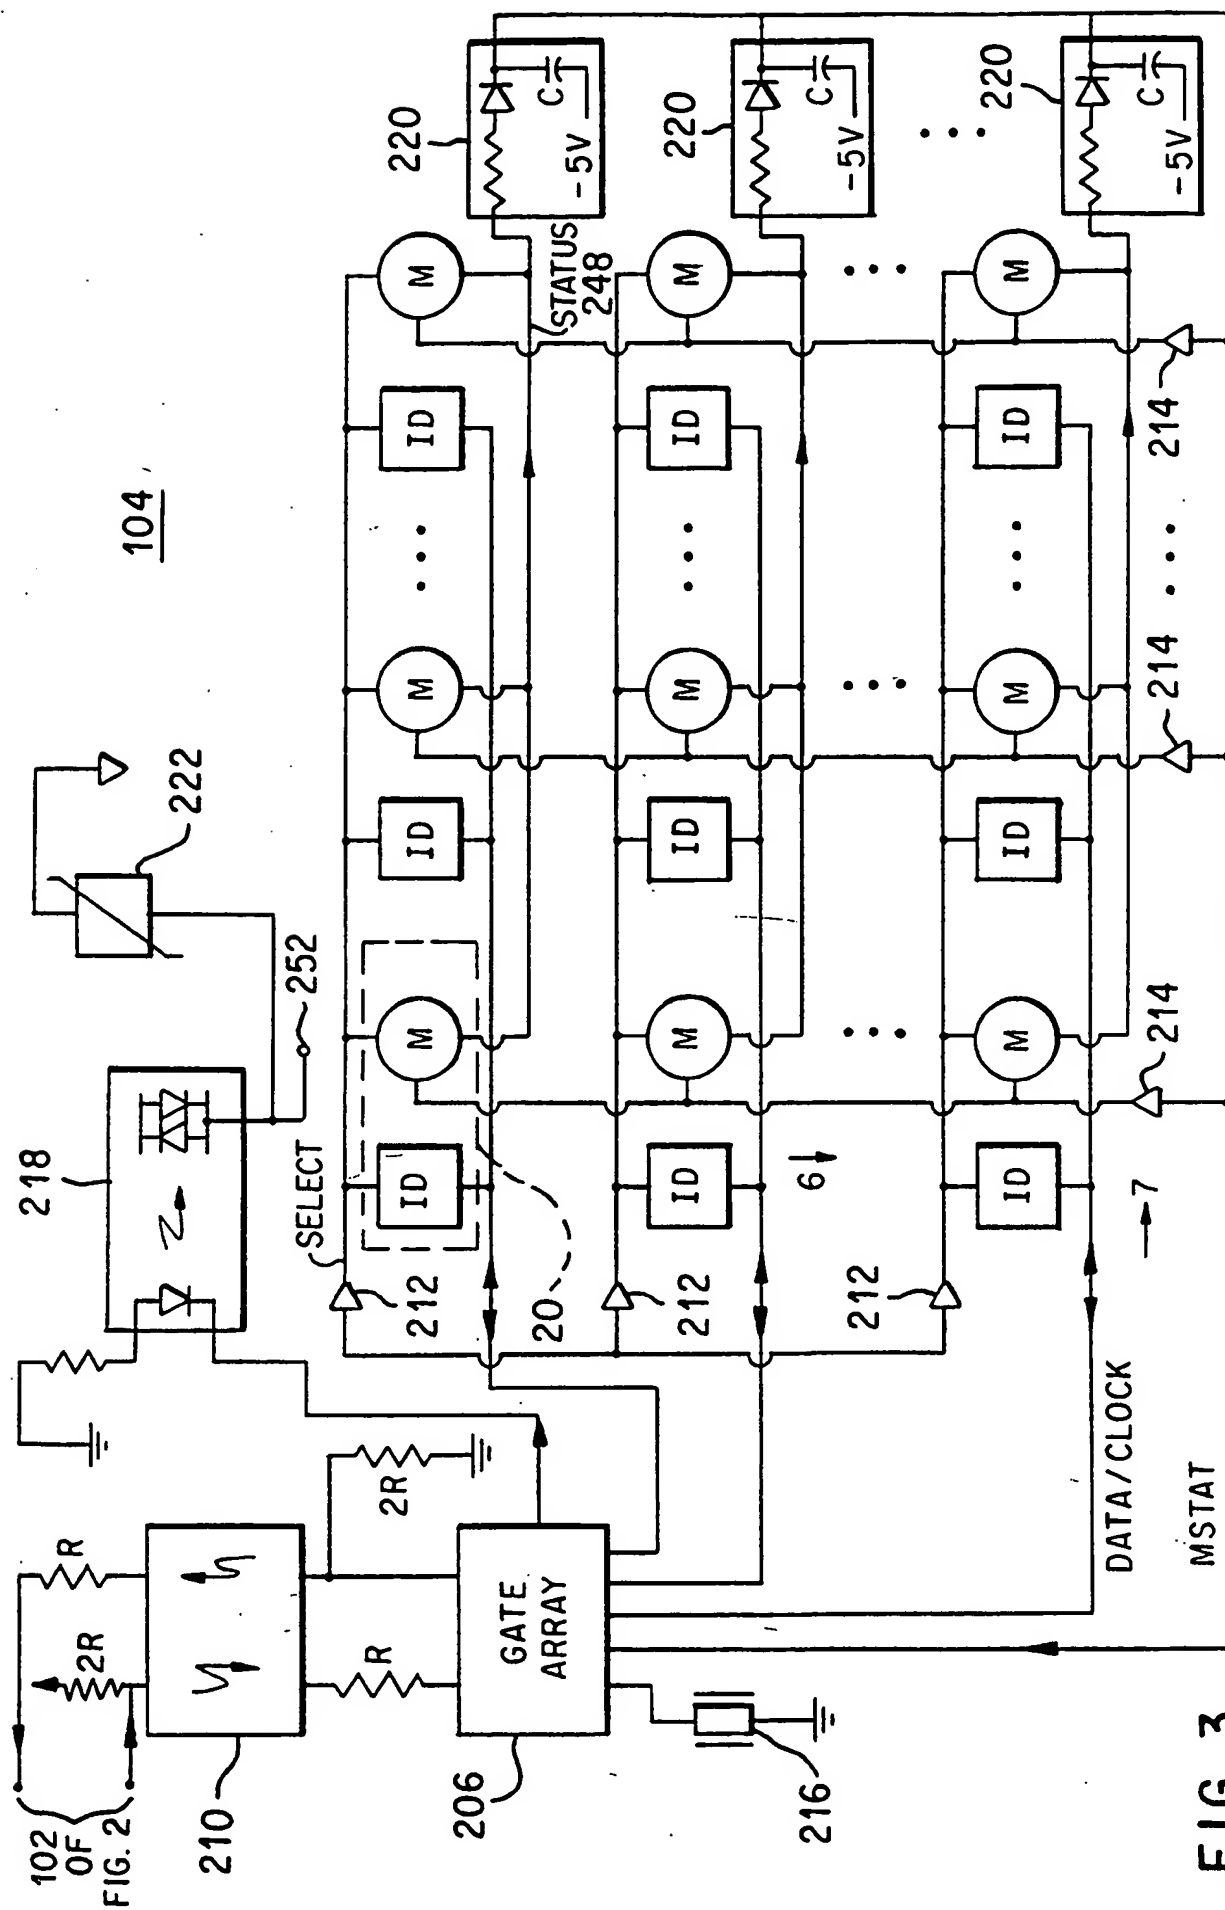 104
102
OF
FIG. 2
2R
R
210
R
2R
206
GATE
ARRAY
216
218
222
252
SELECT
212
212
212
20
ID
M
ID
M
ID
M
STATUS
248
220
C
-5V
ID
M
ID
M
ID
M
220
C
-5V
ID
M
ID
M
ID
M
220
C
-5V
6
7
214
214
214
DATA/CLOCK
MSTAT
FIG. 3